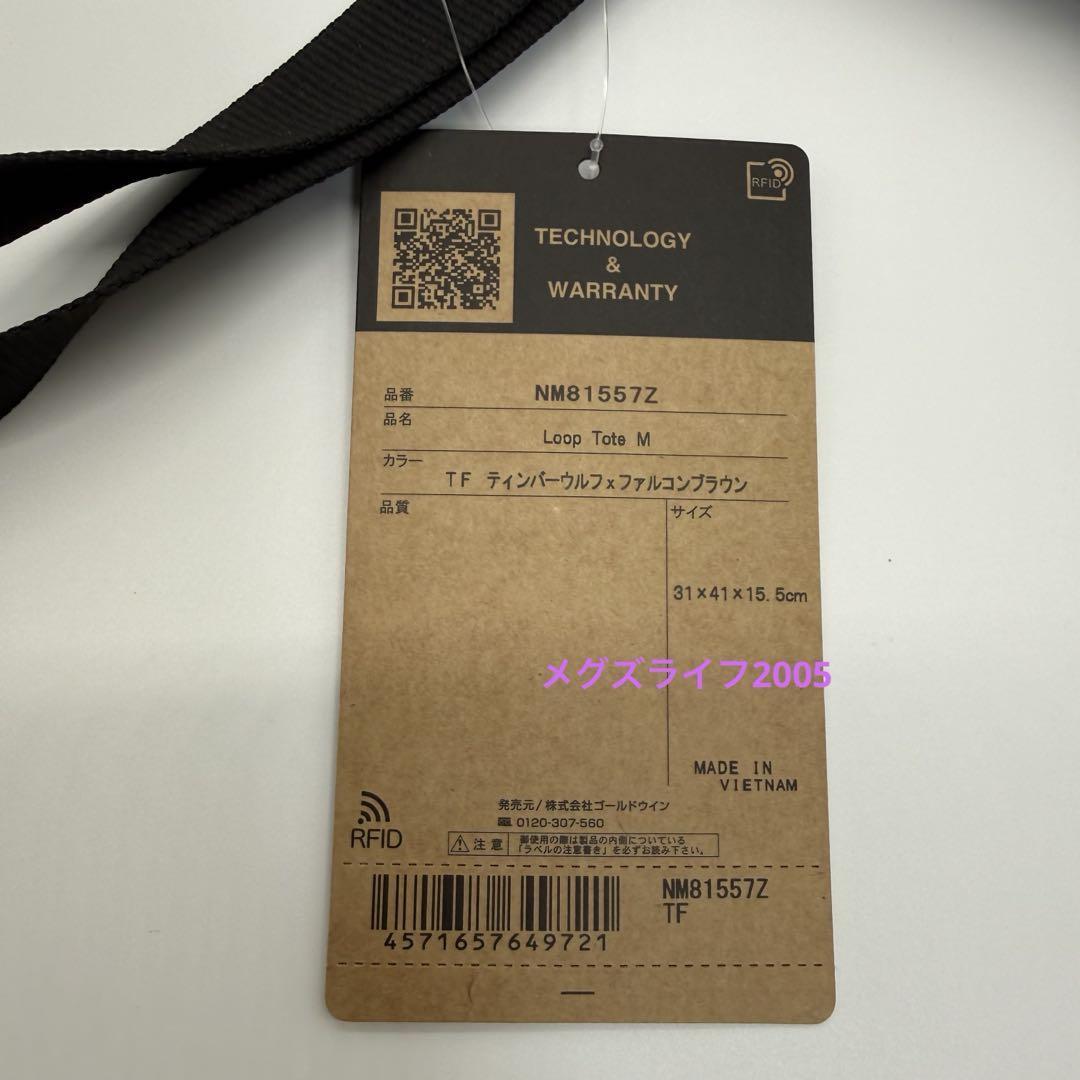 RFID
TECHNOLOGY
&
WARRANTY
品番 NM81557Z
品名
Loop Tote M
カラー
TF ティンバーウルフxファルコンブラウン
品質
サイズ
31×41×15.5cm
メグズライフ2005
MADE IN
VIETNAM
発売元/株式会社ゴールドウイン
0120-307-560
RFID
注意
御使用の際は製品の内側についている
「ラベルの注意書き」を必ずお読み下さい。
NM81557Z
TF
4571657649721